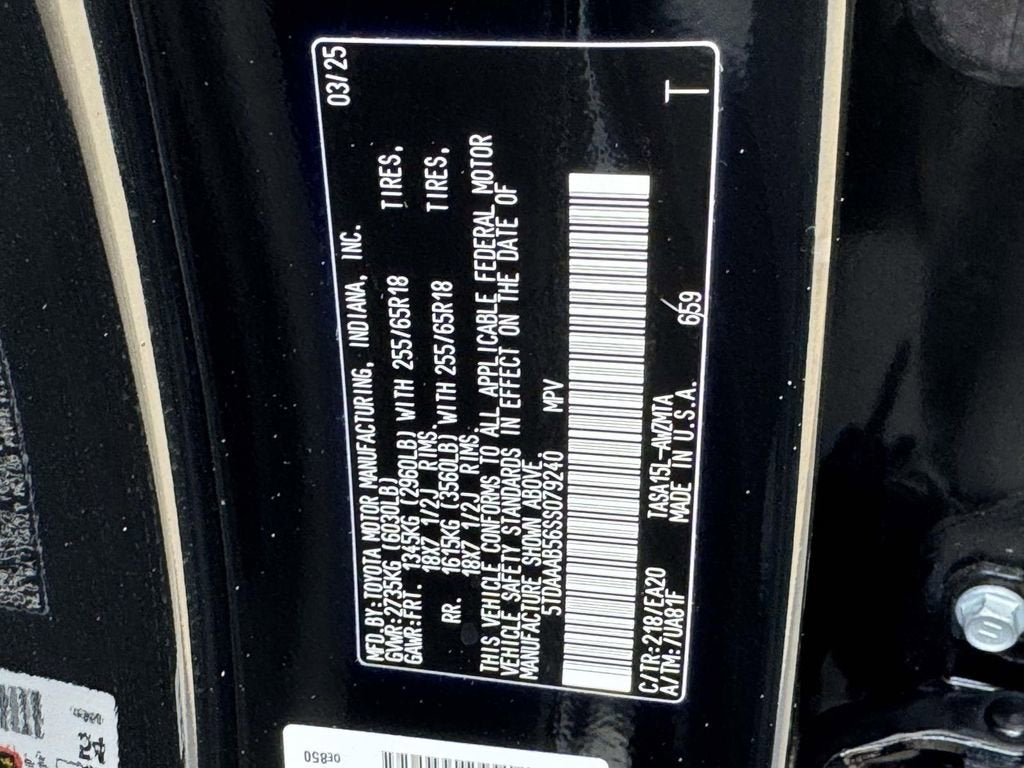 03/25
MFD.BY:TOYOTA MOTOR MANUFACTURING, INDIANA, INC.
GVWR:2735KG (6030LB)
GAWR:FRT. 1345KG (2960LB) WITH 255/65R18 TIRES,
18X7 1/2J RIMS.
RR. 1615KG (3560LB) WITH 255/65R18 TIRES,
18X7 1/2J RIMS.
THIS VEHICLE CONFORMS TO ALL APPLICABLE FEDERAL MOTOR
VEHICLE SAFETY STANDARDS IN EFFECT ON THE DATE OF
MANUFACTURE SHOWN ABOVE.
5TDAAAB56SS079240 MPV
C/TR:218/EA20 TASA15L-AWZMTA 659 T
A/TM:/UA81F MADE IN U.S.A.
0E850